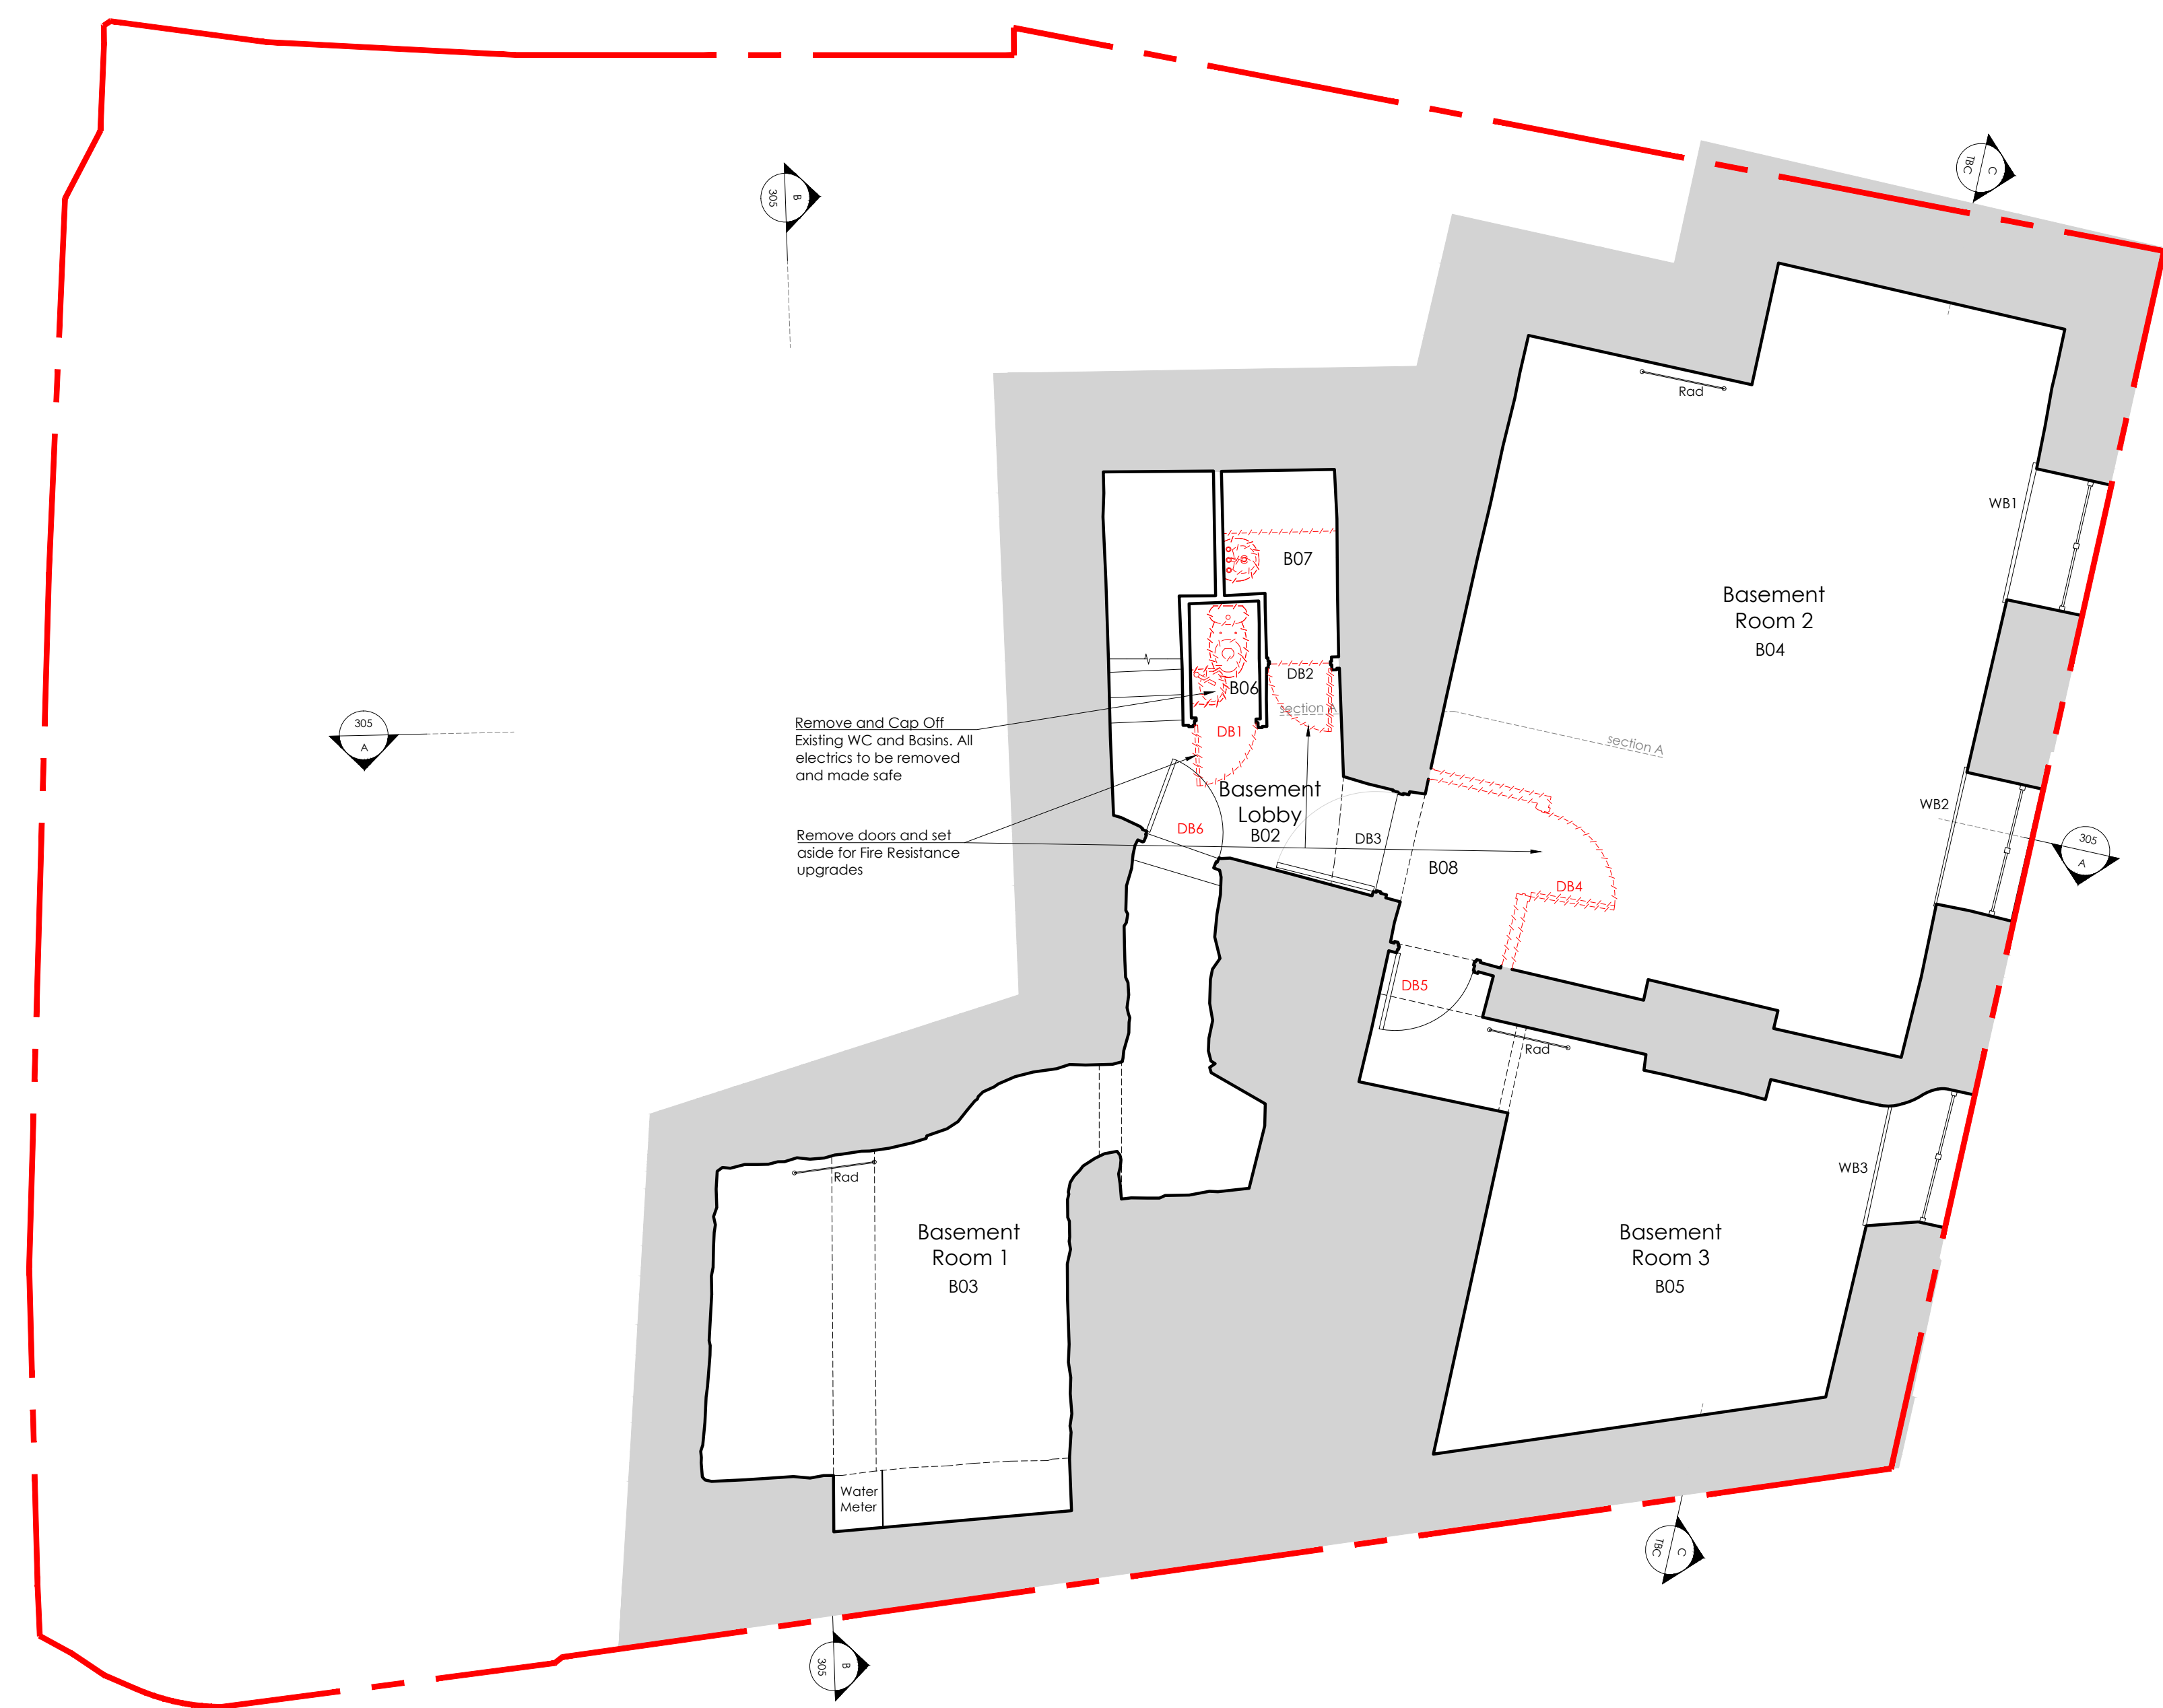 C
TBC
B
305
Rad
WB1
B07
Basement
Room 2
B04
DB2
B06
section A
DB1
section A
305
A
Remove and Cap Off
Existing WC and Basins. All
electrics to be removed
and made safe
Basement
Lobby
B02
WB2
DB6
DB3
Remove doors and set
aside for Fire Resistance
upgrades
305
A
B08
DB4
DB5
Rad
Rad
WB3
Basement
Room 1
B03
Basement
Room 3
B05
Water
Meter
C
TBC
B
305